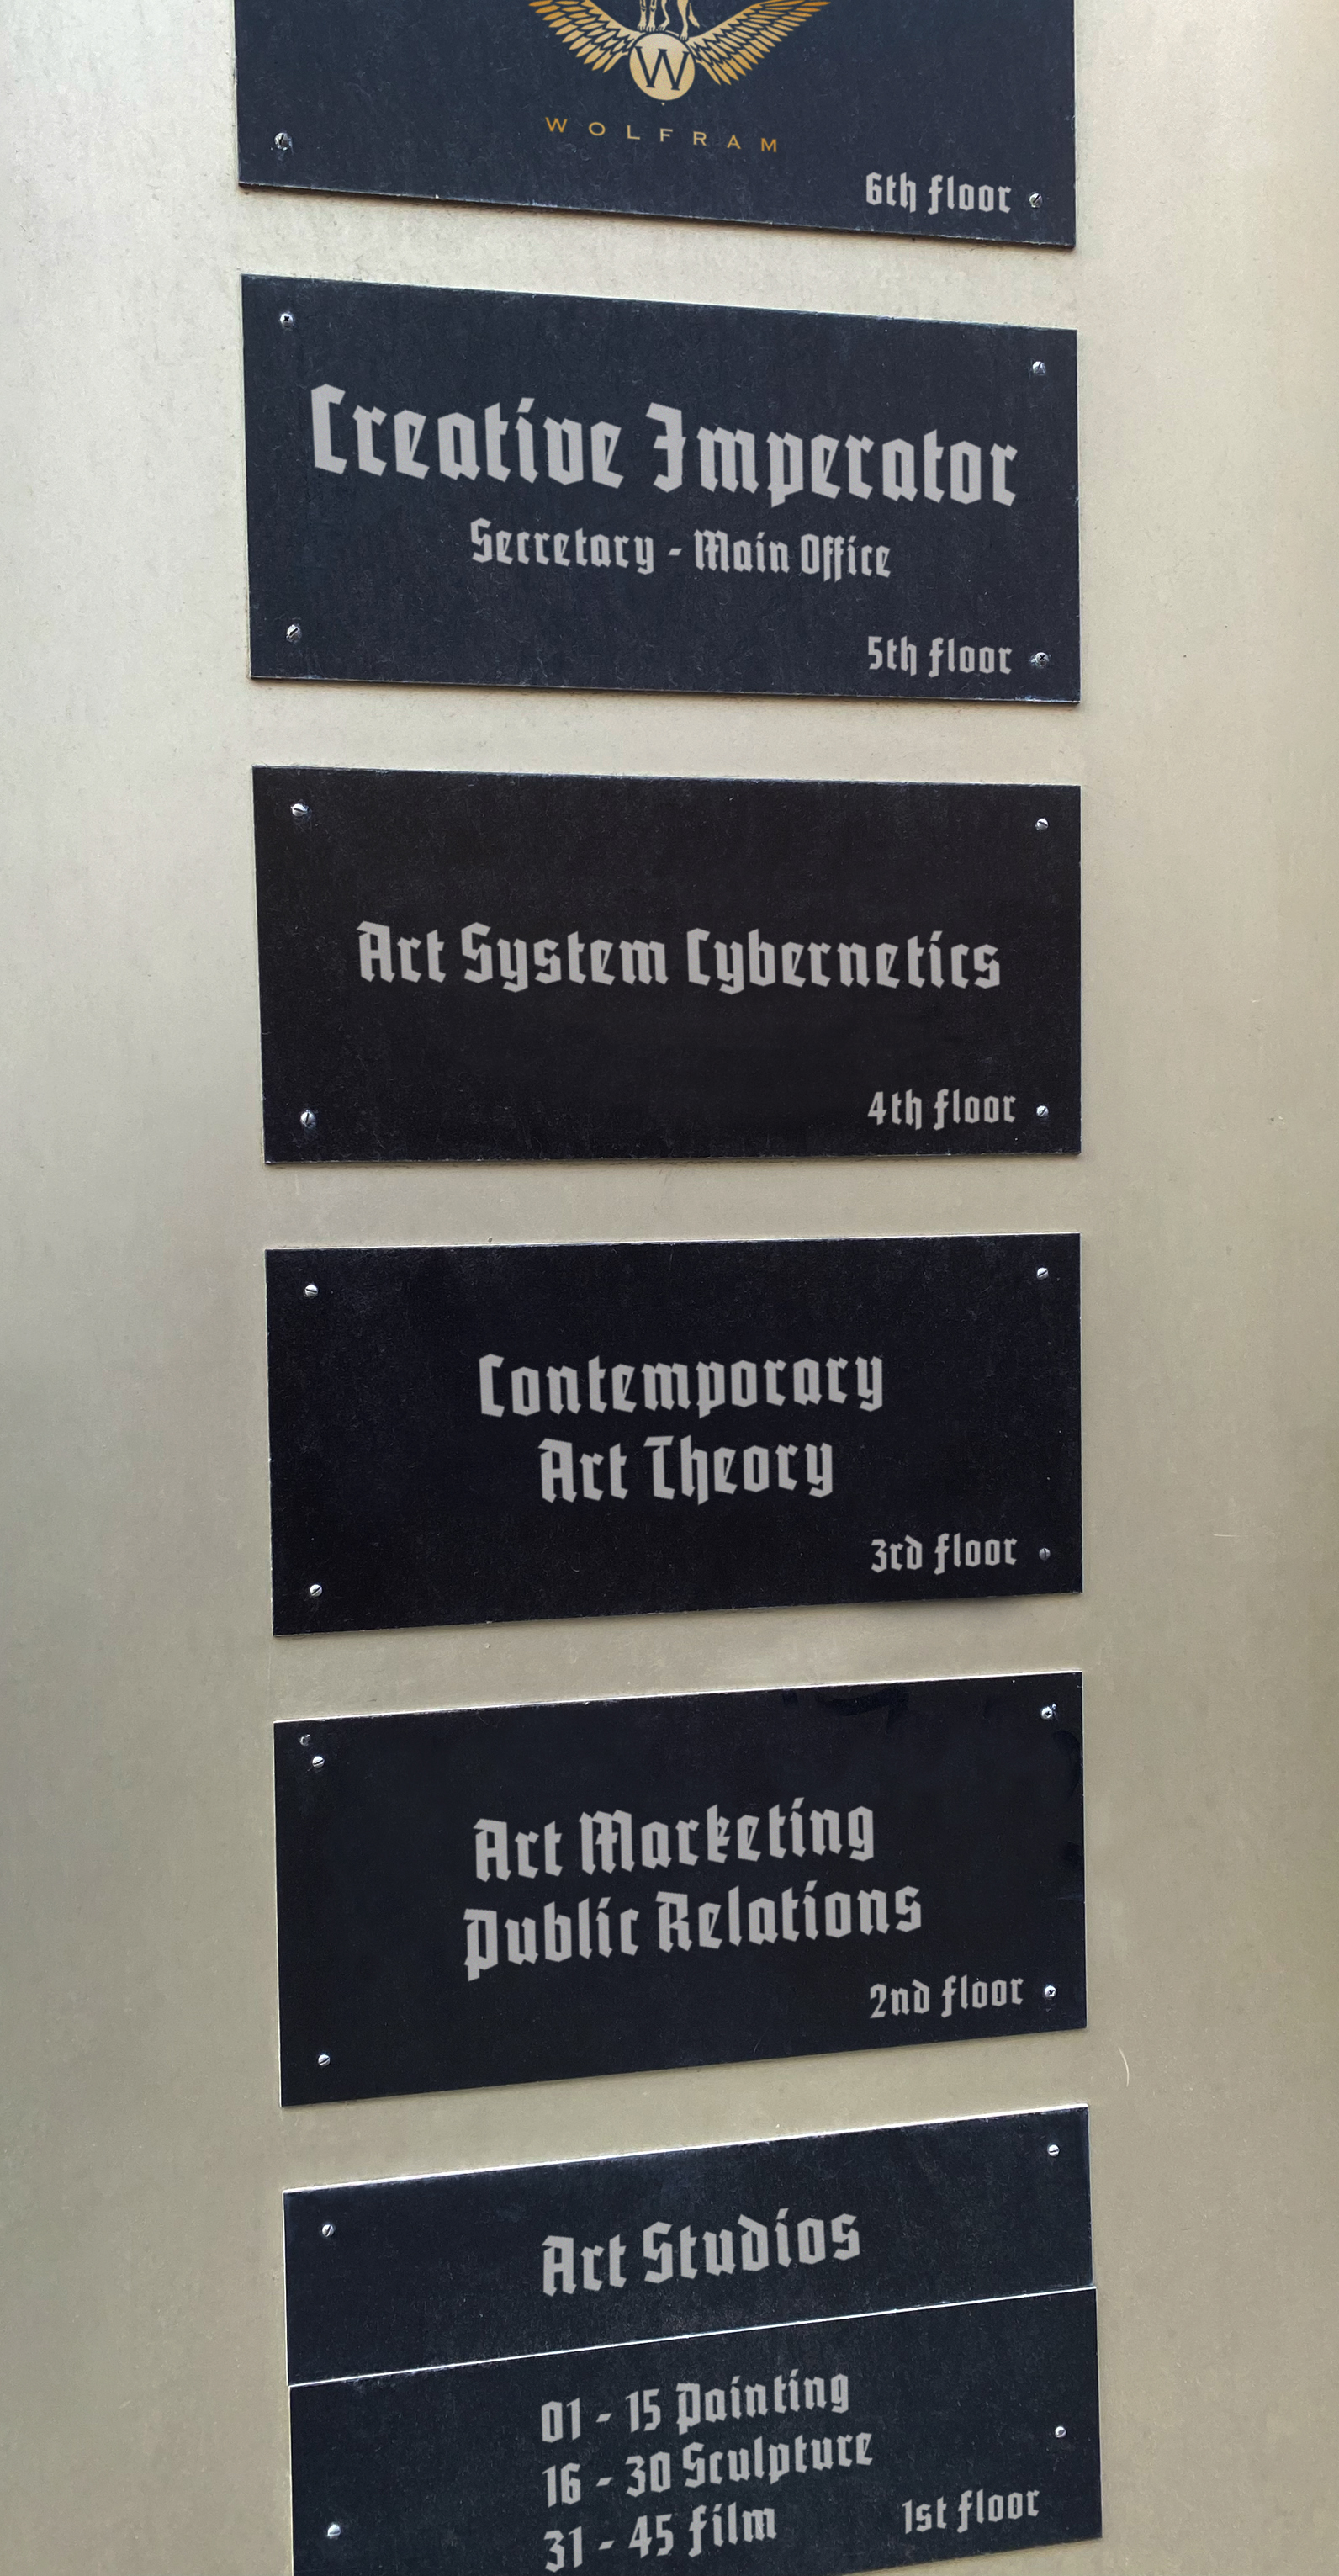 W
WOLFRAM
6th floor
Creative Imperator
Secretary - Main Office
5th floor
Art System Cybernetics
4th floor
Contemporary
Art Theory
3rd floor
Art Marketing
Public Relations
2nd floor
Art Studios
01 - 15 Painting
16 - 30 Sculpture
31 - 45 Film
1st floor